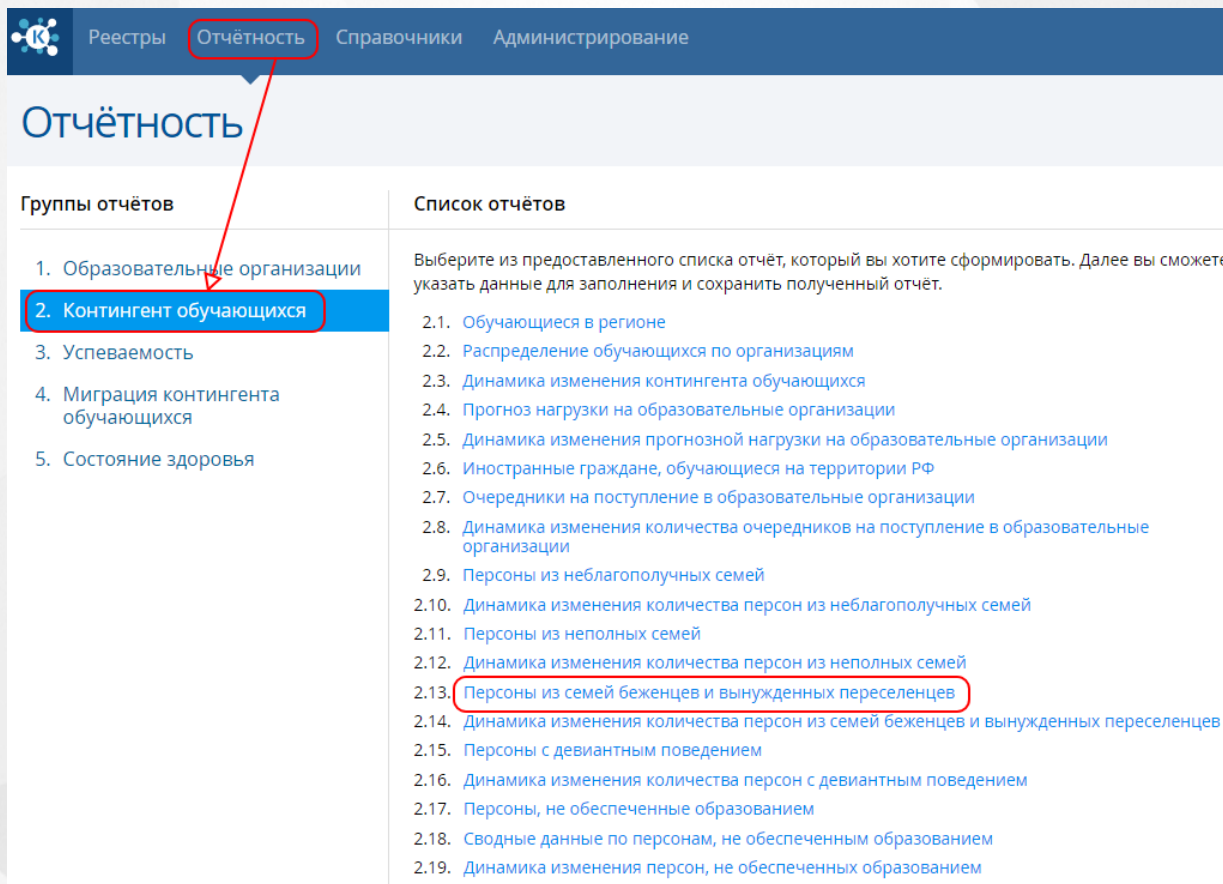 К Реестры Отчётность Справочники Администрирование
Отчётность
Группы отчётов
1. Образовательные организации
2. Контингент обучающихся
3. Успеваемость
4. Миграция контингента
обучающихся
5. Состояние здоровья
Список отчётов
Выберите из предоставленного списка отчёт, который вы хотите сформировать. Далее вы сможете
указать данные для заполнения и сохранить полученный отчёт.
2.1. Обучающиеся в регионе
2.2. Распределение обучающихся по организациям
2.3. Динамика изменения контингента обучающихся
2.4. Прогноз нагрузки на образовательные организации
2.5. Динамика изменения прогнозной нагрузки на образовательные организации
2.6. Иностранные граждане, обучающиеся на территории РФ
2.7. Очередники на поступление в образовательные организации
2.8. Динамика изменения количества очередников на поступление в образовательные
организации
2.9. Персоны из неблагополучных семей
2.10. Динамика изменения количества персон из неблагополучных семей
2.11. Персоны из неполных семей
2.12. Динамика изменения количества персон из неполных семей
2.13. Персоны из семей беженцев и вынужденных переселенцев
2.14. Динамика изменения количества персон из семей беженцев и вынужденных переселенцев
2.15. Персоны с девиантным поведением
2.16. Динамика изменения количества персон с девиантным поведением
2.17. Персоны, не обеспеченные образованием
2.18. Сводные данные по персонам, не обеспеченным образованием
2.19. Динамика изменения персон, не обеспеченных образованием